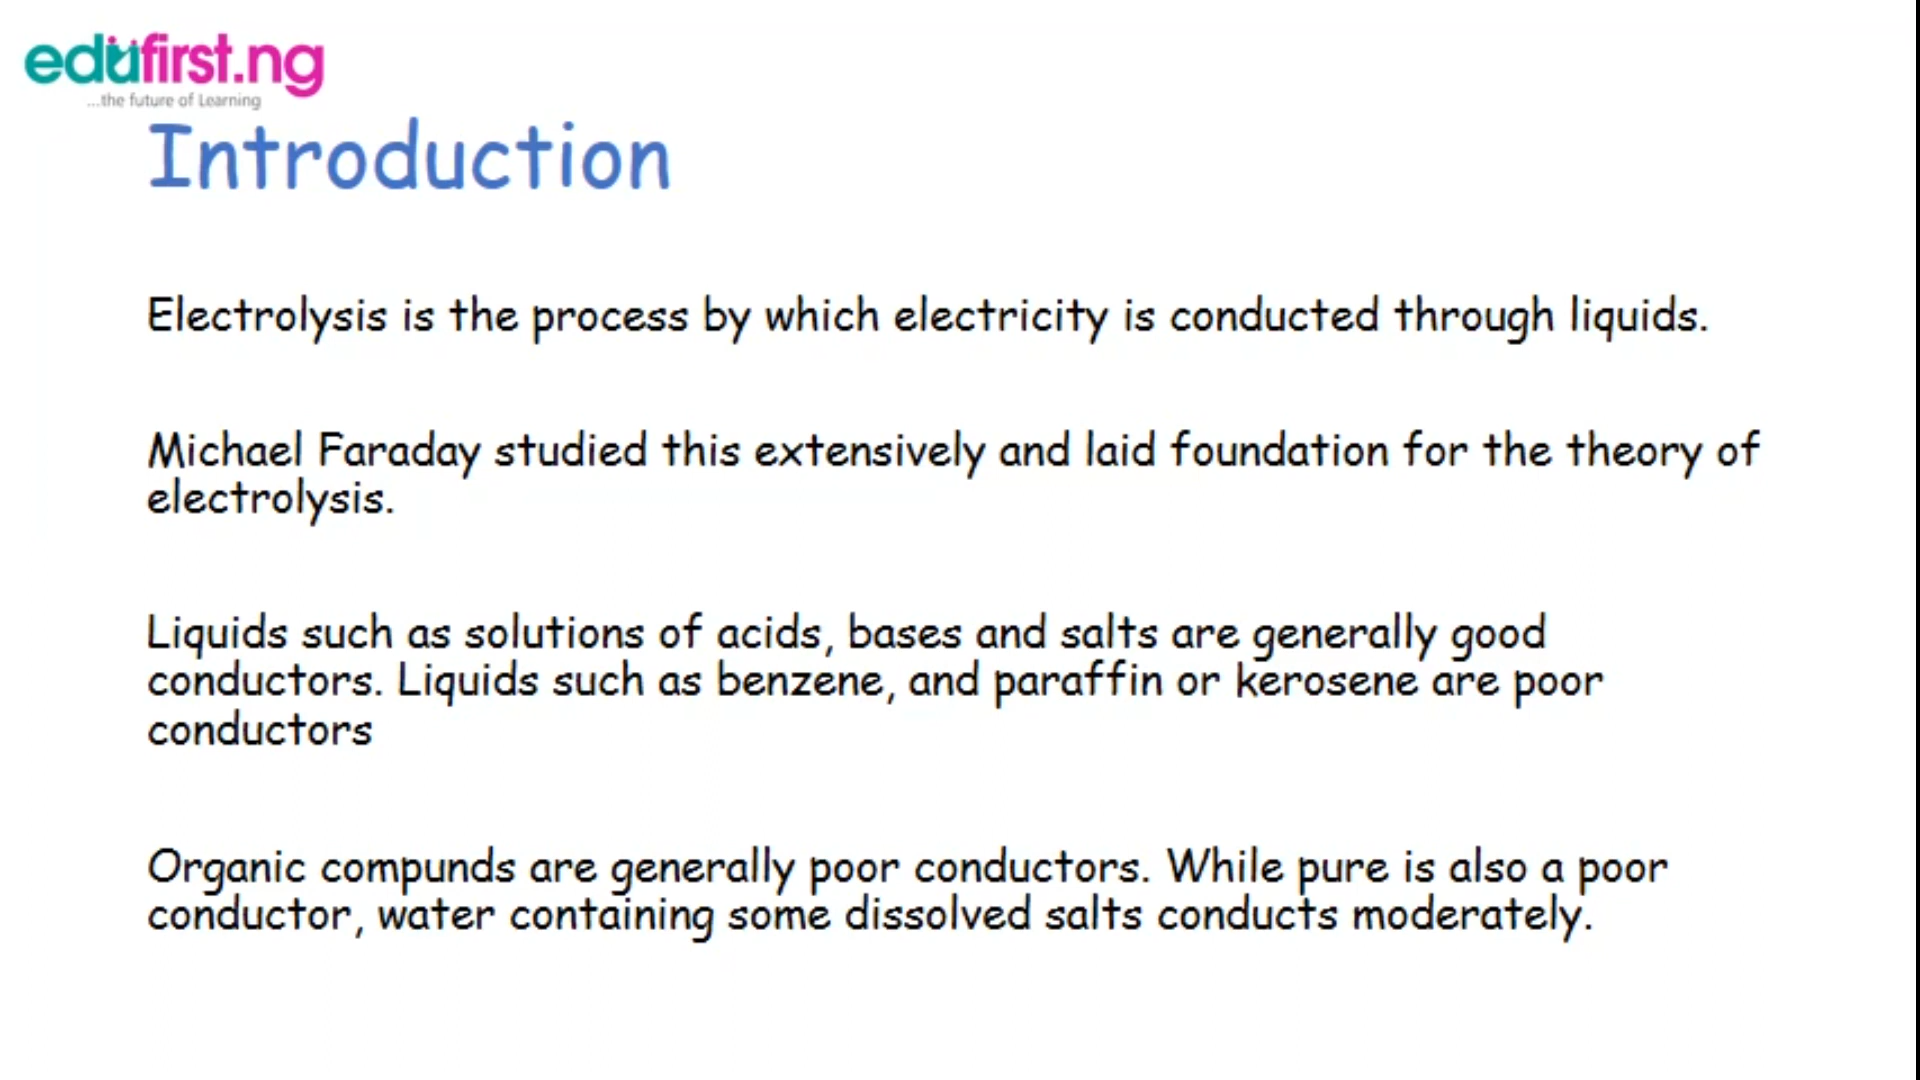 edufirst.ng
...the future of Learning
Introduction
Electrolysis is the process by which electricity is conducted through liquids.
Michael Faraday studied this extensively and laid foundation for the theory of
electrolysis.
Liquids such as solutions of acids, bases and salts are generally good
conductors. Liquids such as benzene, and paraffin or kerosene are poor
conductors
Organic compunds are generally poor conductors. While pure is also a poor
conductor, water containing some dissolved salts conducts moderately.